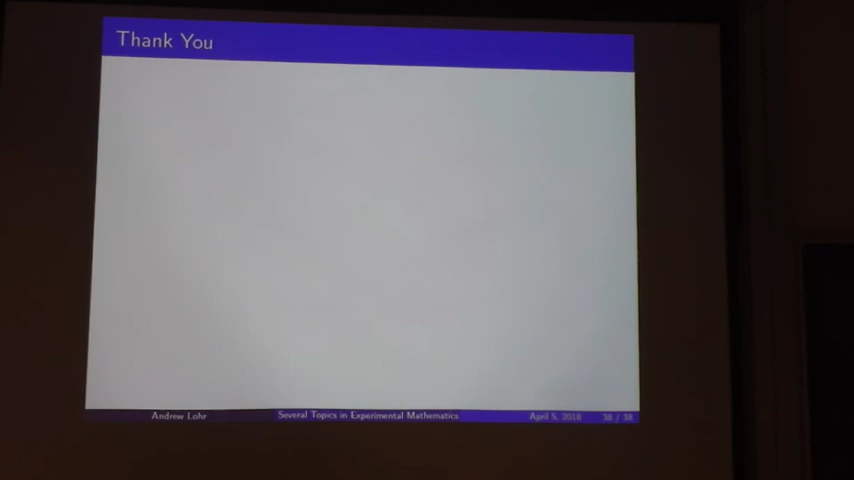 Thank You
Andrew Lohr Several Topics in Experimental Mathematics April 5, 2018 38 / 38